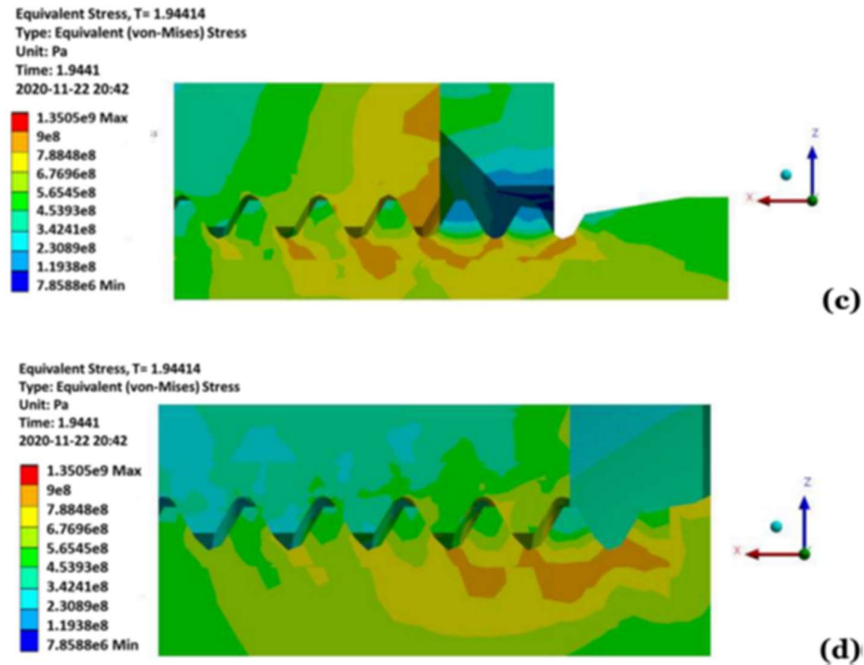 Equivalent Stress, T= 1.94414
Type: Equivalent (von-Mises) Stress
Unit: Pa
Time: 1.9441
2020-11-22 20:42
1.3505e9 Max
9e8
7.8848e8
6.7696e8
5.6545e8
4.5393e8
3.4241e8
2.3089e8
1.1938e8
7.8588e6 Min
Z
X
(c)
Equivalent Stress, T= 1.94414
Type: Equivalent (von-Mises) Stress
Unit: Pa
Time: 1.9441
2020-11-22 20:42
1.3505e9 Max
9e8
7.8848e8
6.7696e8
5.6545e8
4.5393e8
3.4241e8
2.3089e8
1.1938e8
7.8588e6 Min
Z
X
(d)